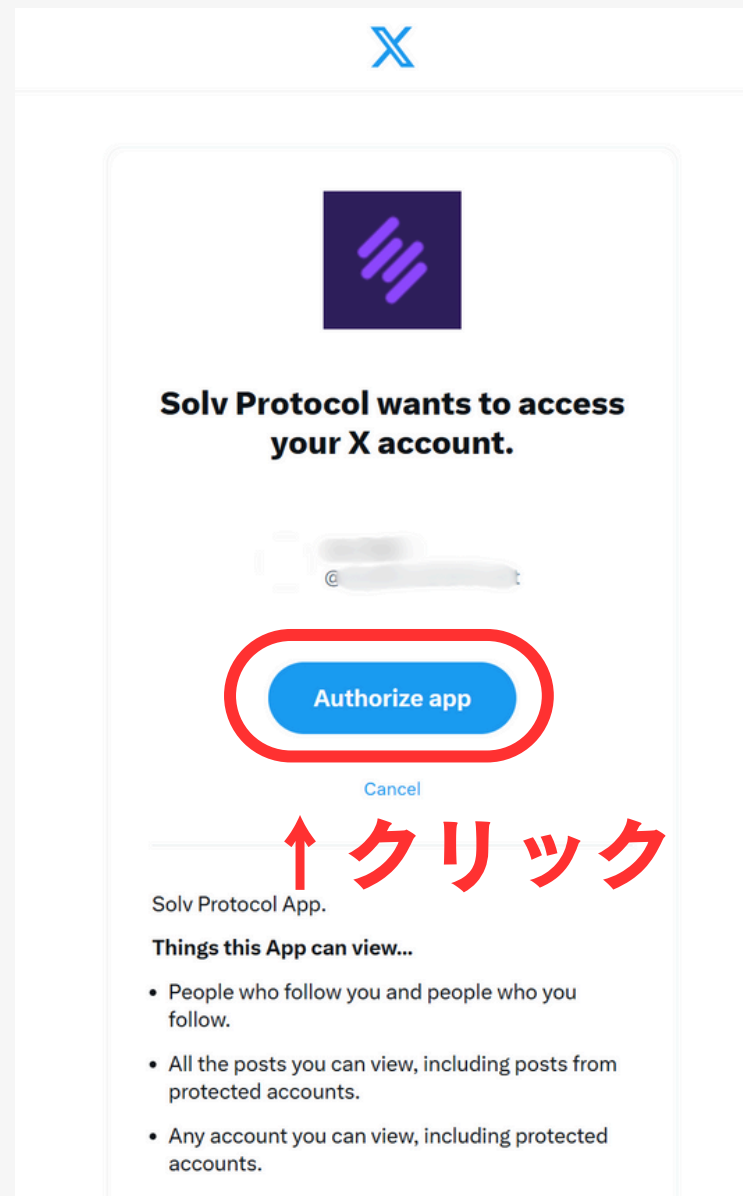 Solv Protocol wants to access
your X account.
@
Authorize app
Cancel
↑クリック
Solv Protocol App.
Things this App can view...
• People who follow you and people who you
follow.
• All the posts you can view, including posts from
protected accounts.
• Any account you can view, including protected
accounts.